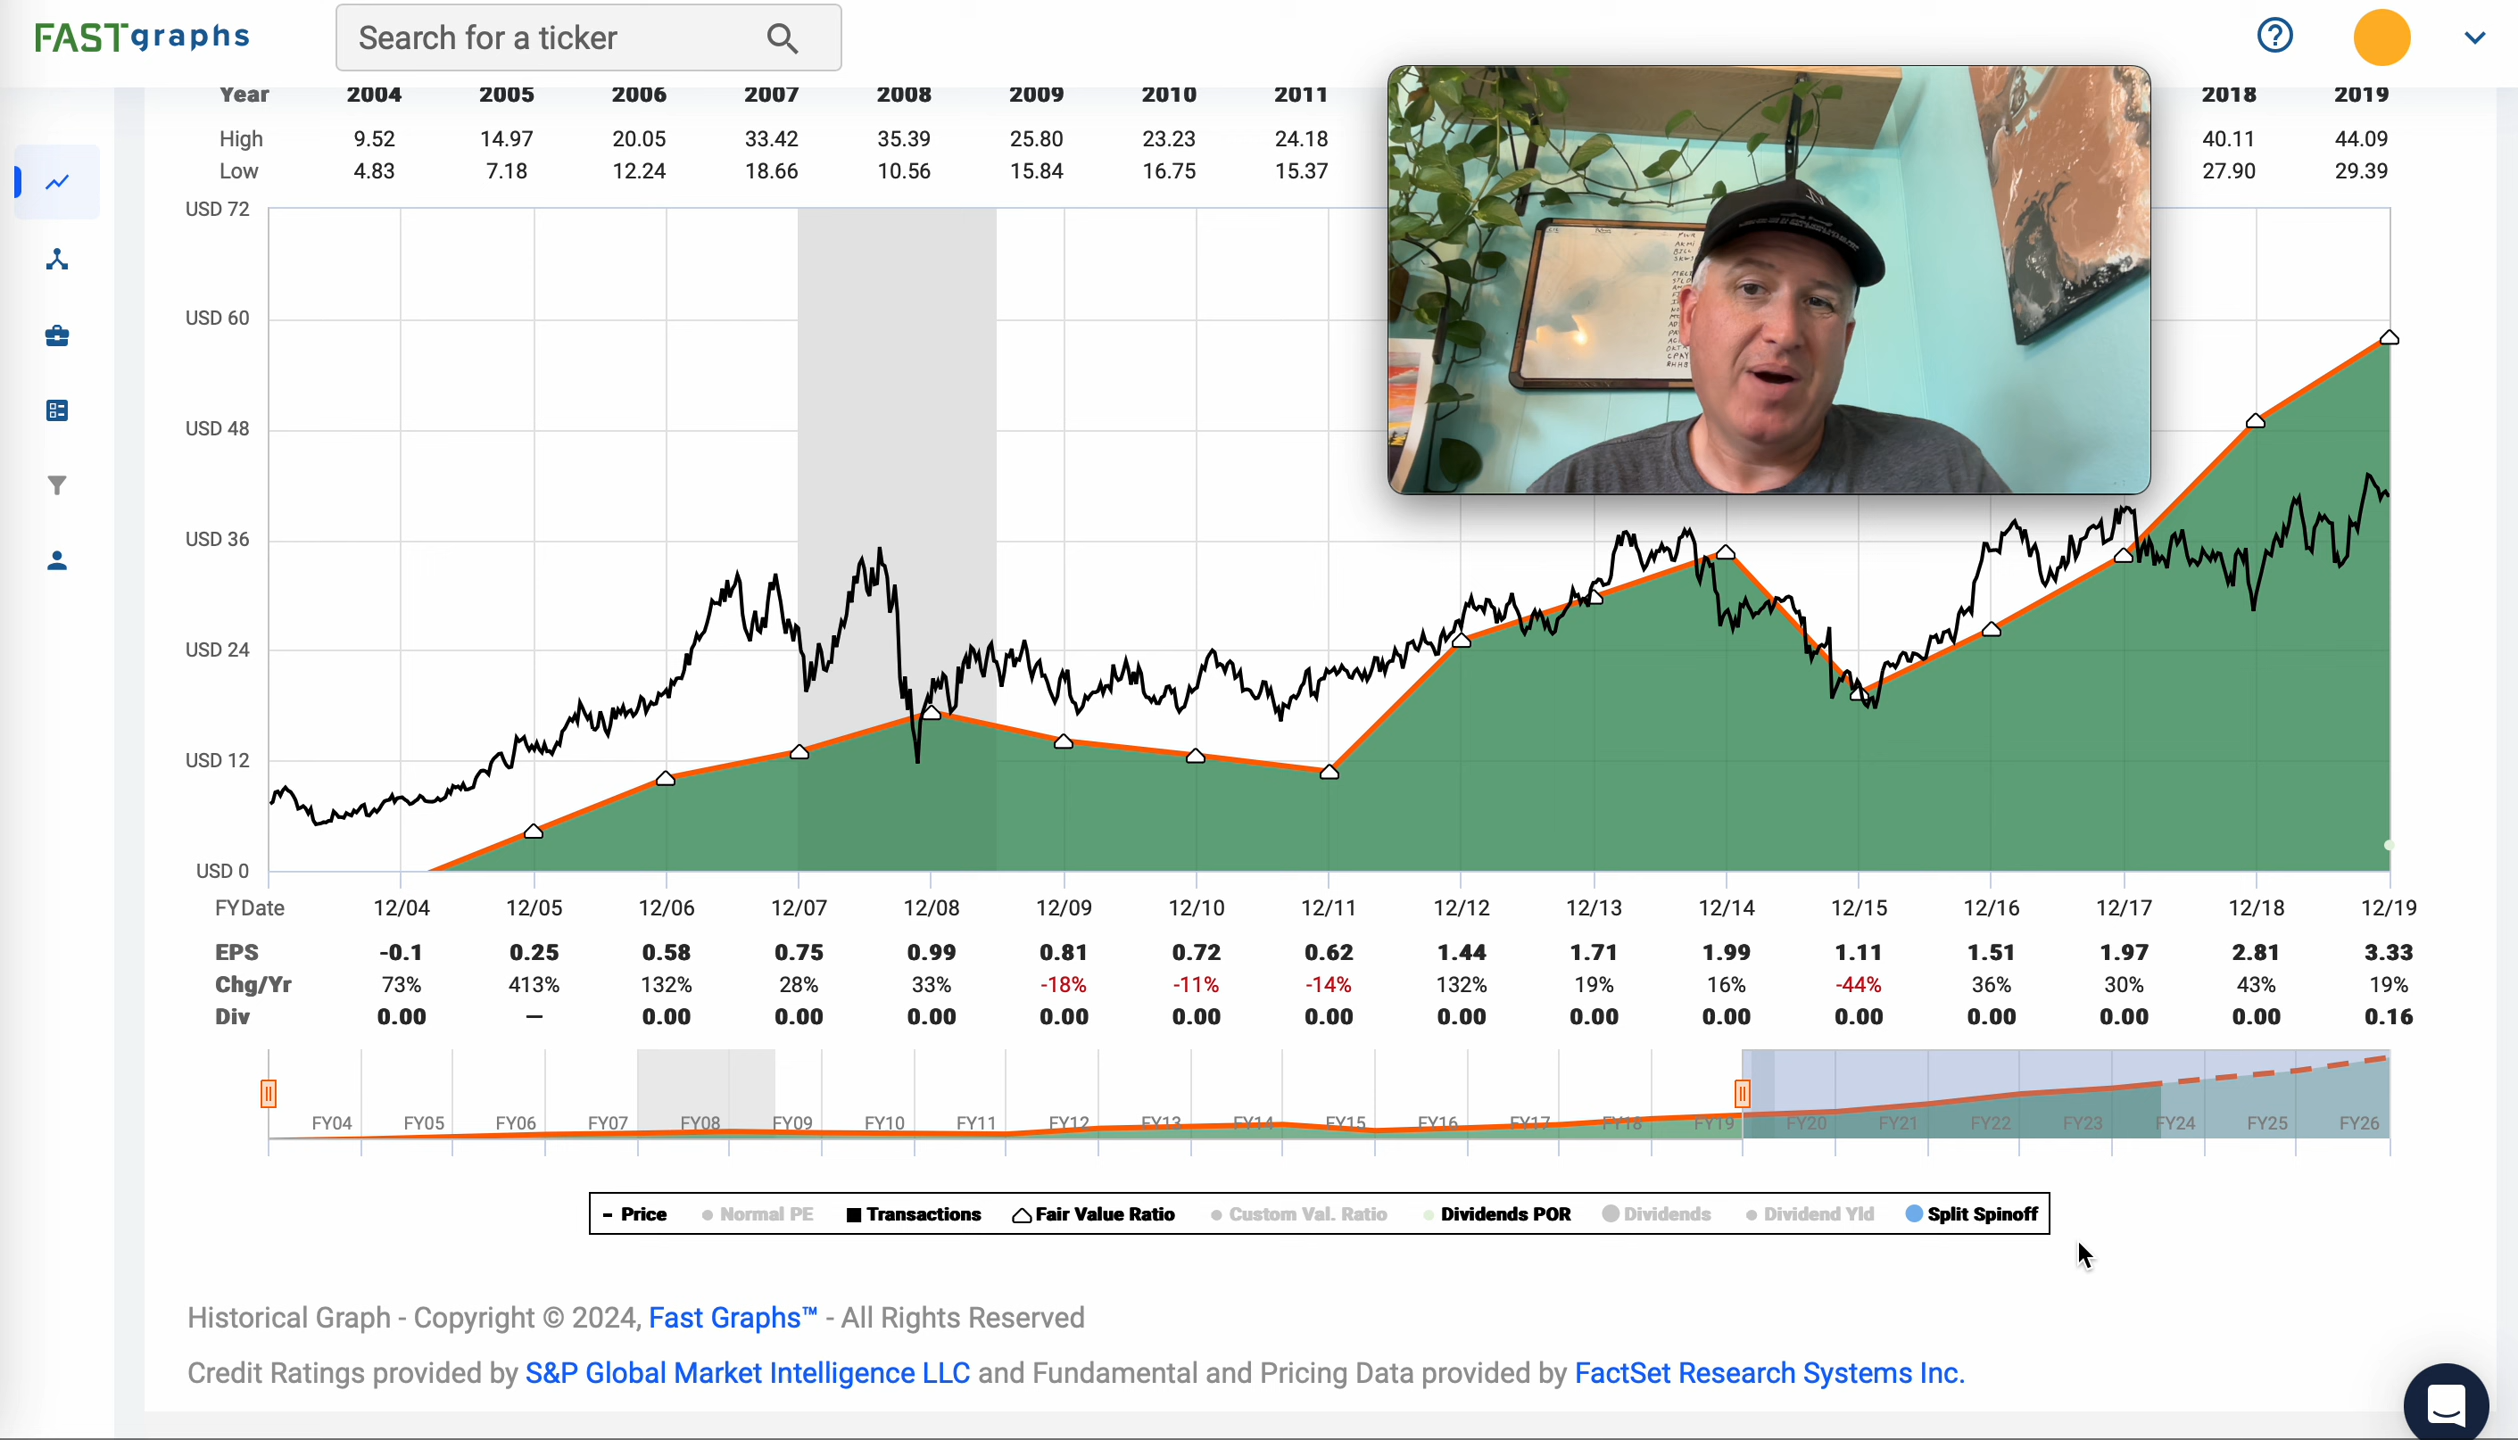 FASTgraphs
Search for a ticker
Year 2004 2005 2006 2007 2008 2009 2010 2011 2018 2019
High 9.52 14.97 20.05 33.42 35.39 25.80 23.23 24.18 40.11 44.09
Low 4.83 7.18 12.24 18.66 10.56 15.84 16.75 15.37 27.90 29.39
USD 72
USD 60
USD 48
USD 36
USD 24
USD 12
USD 0
FYDate 12/04 12/05 12/06 12/07 12/08 12/09 12/10 12/11 12/12 12/13 12/14 12/15 12/16 12/17 12/18 12/19
EPS -0.1 0.25 0.58 0.75 0.99 0.81 0.72 0.62 1.44 1.71 1.99 1.11 1.51 1.97 2.81 3.33
Chg/Yr 73% 413% 132% 28% 33% -18% -11% -14% 132% 19% 16% -44% 36% 30% 43% 19%
Div 0.00 — 0.00 0.00 0.00 0.00 0.00 0.00 0.00 0.00 0.00 0.00 0.00 0.00 0.00 0.16
FY04 FY05 FY06 FY07 FY08 FY09 FY10 FY11 FY12 FY13 FY14 FY15 FY16 FY17 FY18 FY19 FY20 FY21 FY22 FY23 FY24 FY25 FY26
Price Normal PE Transactions Fair Value Ratio Custom Val. Ratio Dividends POR Dividends Dividend Yld Split Spinoff
Historical Graph - Copyright © 2024, Fast Graphs™ - All Rights Reserved
Credit Ratings provided by S&P Global Market Intelligence LLC and Fundamental and Pricing Data provided by FactSet Research Systems Inc.